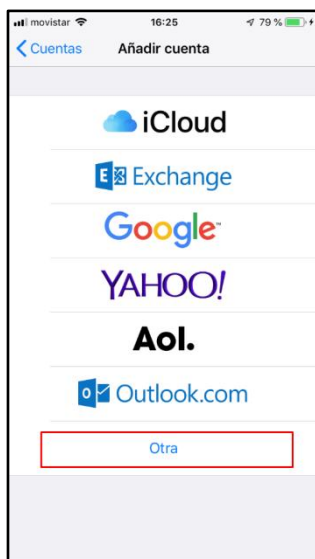 movistar 16:25 79 %
Cuentas Añadir cuenta
iCloud
Exchange
Google
YAHOO!
Aol.
Outlook.com
Otra